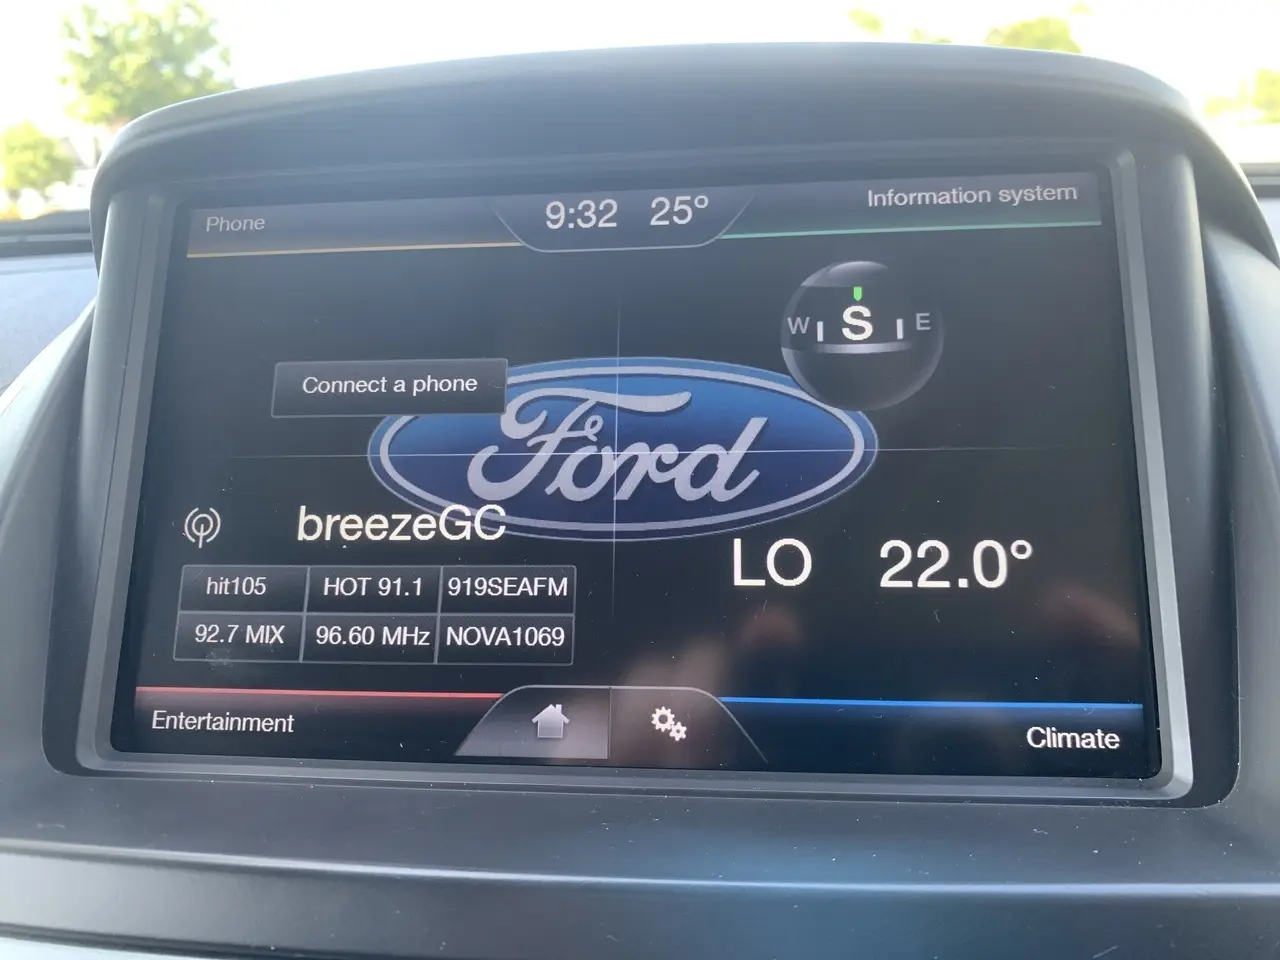 Phone
9:32 25°
Information system
W S E
Connect a phone
Ford
breezeGC
LO 22.0°
hit105 HOT 91.1 919SEAFM
92.7 MIX 96.60 MHz NOVA1069
Entertainment
Climate